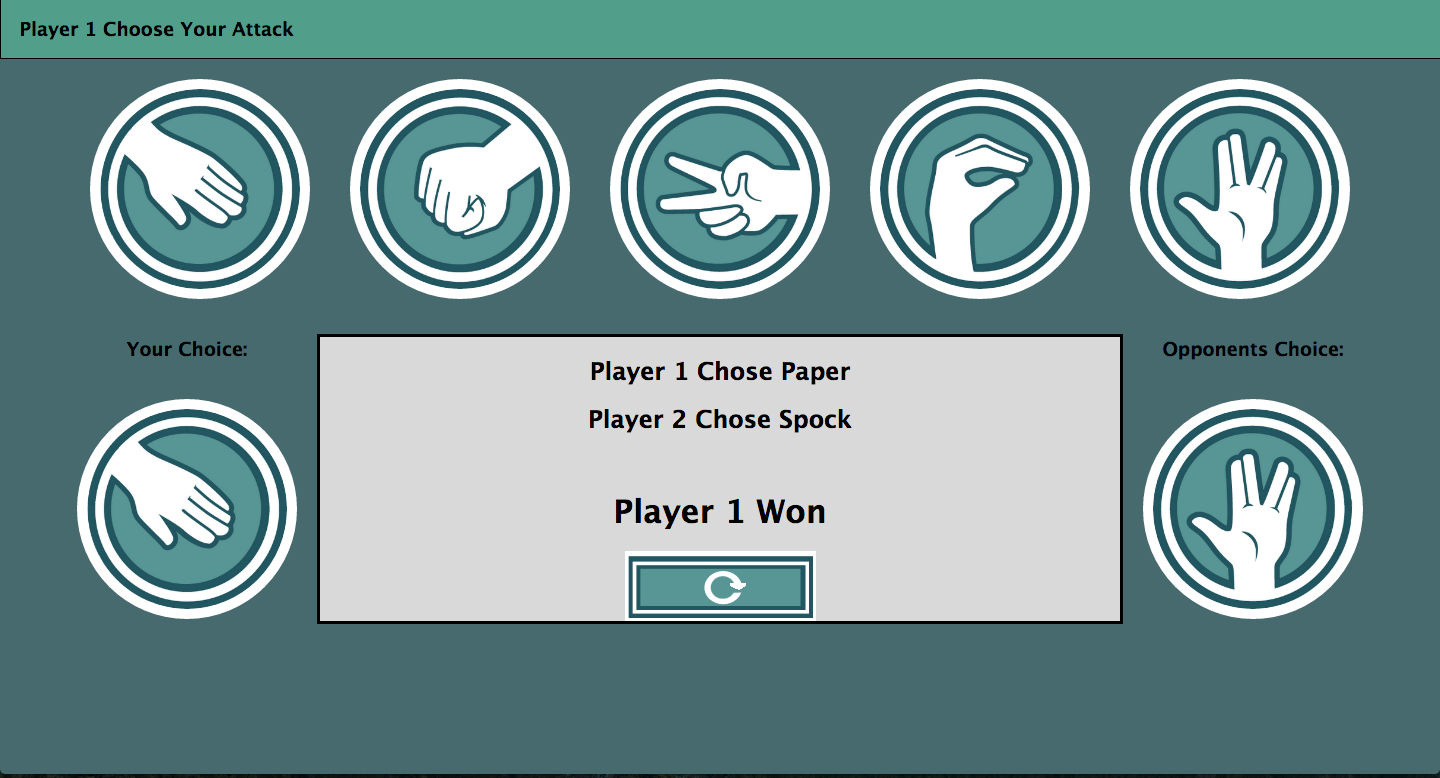 Player 1 Choose Your Attack
Your Choice:
Player 1 Chose Paper
Player 2 Chose Spock
Player 1 Won
Opponents Choice: